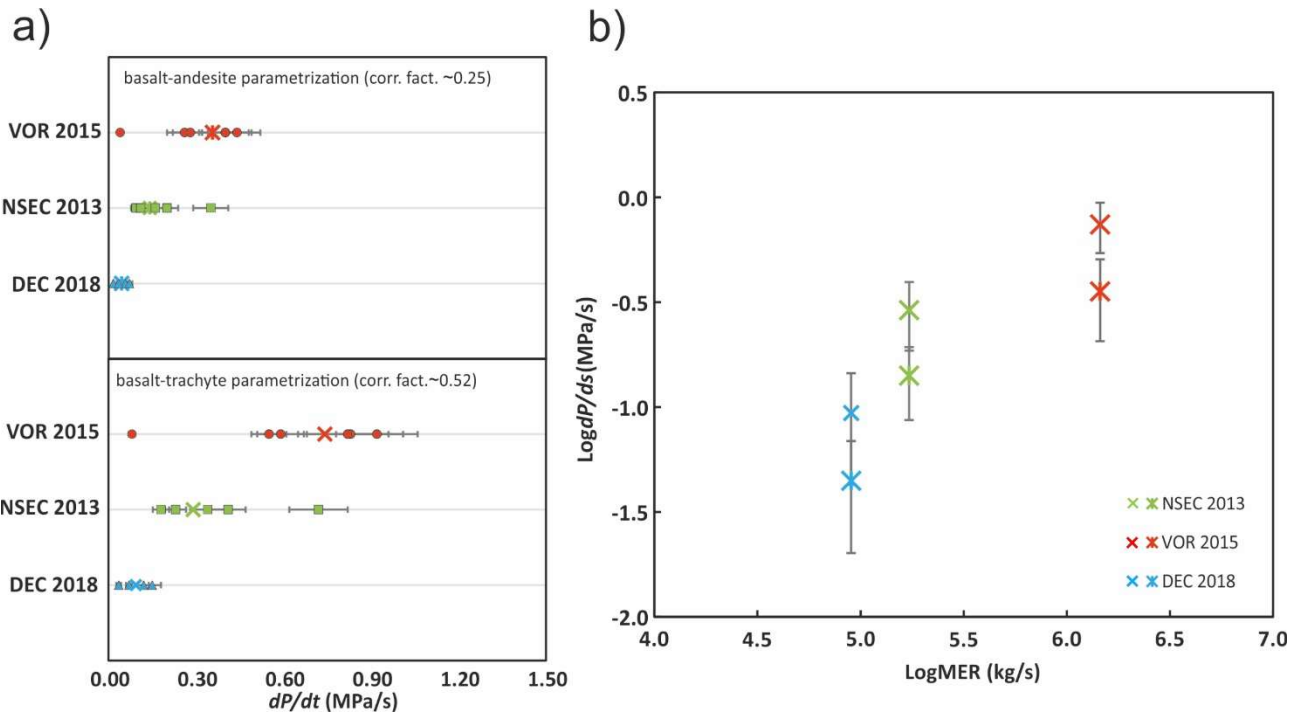 a)
basalt-andesite parametrization (corr. fact. ~0.25)
VOR 2015
NSEC 2013
DEC 2018
basalt-trachyte parametrization (corr. fact.~0.52)
VOR 2015
NSEC 2013
DEC 2018
0.00 0.30 0.60 0.90 1.20 1.50
dP/dt (MPa/s)
b)
0.5
0.0
-0.5
-1.0
-1.5
-2.0
LogdP/ds(MPa/s)
NSEC 2013
VOR 2015
DEC 2018
4.0 4.5 5.0 5.5 6.0 6.5 7.0
LogMER (kg/s)